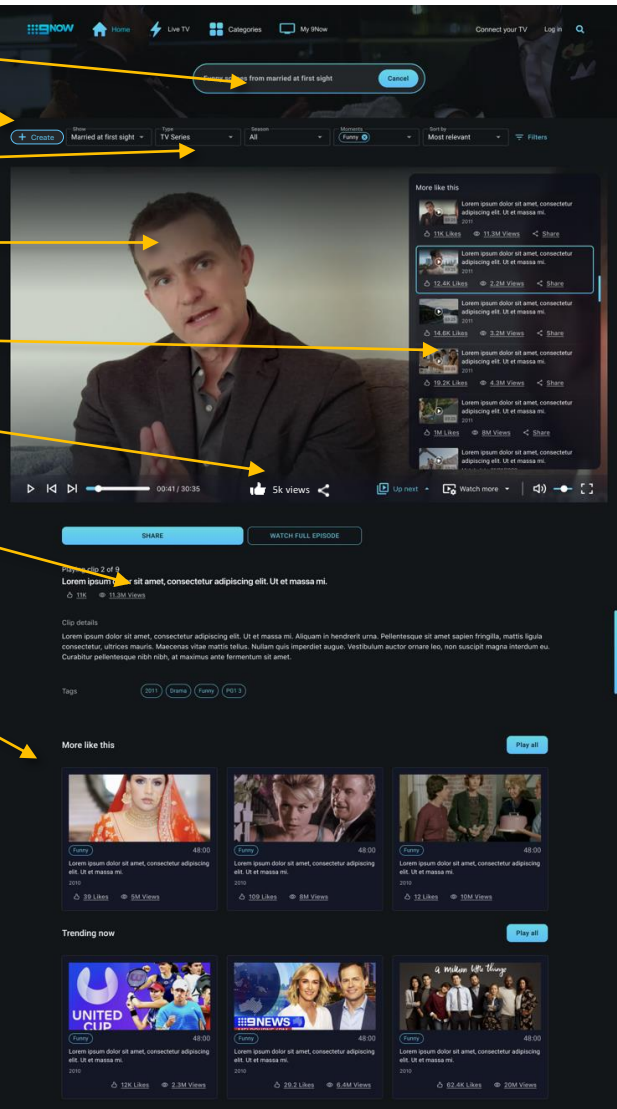 9NOW Home Live TV Categories My 9Now Connect your TV Log in
Funny scenes from married at first sight Cancel
+ Create Show Married at first sight Type TV Series Season All Moments Funny Sort by Most relevant Filters
More like this
Lorem ipsum dolor sit amet, consectetur
adipiscing elit. Ut et massa mi.
2011
11K Likes 11.3M Views Share
Lorem ipsum dolor sit amet, consectetur
adipiscing elit. Ut et massa mi.
2011
12.4K Likes 2.2M Views Share
Lorem ipsum dolor sit amet, consectetur
adipiscing elit. Ut et massa mi.
2011
14.6K Likes 3.2M Views Share
Lorem ipsum dolor sit amet, consectetur
adipiscing elit. Ut et massa mi.
2011
19.2K Likes 4.3M Views Share
Lorem ipsum dolor sit amet, consectetur
adipiscing elit. Ut et massa mi.
2011
1M Likes 8M Views Share
Lorem ipsum dolor sit amet, consectetur
adipiscing elit. Ut et massa mi.
00:41 / 30:35 5k views Up next Watch more
SHARE WATCH FULL EPISODE
Playing clip 2 of 9
Lorem ipsum dolor sit amet, consectetur adipiscing elit. Ut et massa mi.
11K 11.3M Views
Clip details
Lorem ipsum dolor sit amet, consectetur adipiscing elit. Ut et massa mi. Aliquam in hendrerit urna. Pellentesque sit amet sapien fringilla, mattis ligula
consectetur, ultrices mauris. Maecenas vitae mattis tellus. Nullam quis imperdiet augue. Vestibulum auctor ornare leo, non suscipit magna interdum eu.
Curabitur pellentesque nibh nibh, at maximus ante fermentum sit amet.
Tags 2011 Drama Funny PG13
More like this Play all
Funny 48:00
Lorem ipsum dolor sit amet, consectetur adipiscing
elit. Ut et massa mi.
2010
39 Likes 5M Views
Funny 48:00
Lorem ipsum dolor sit amet, consectetur adipiscing
elit. Ut et massa mi.
2010
109 Likes 8M Views
Funny 48:00
Lorem ipsum dolor sit amet, consectetur adipiscing
elit. Ut et massa mi.
2010
12 Likes 10M Views
Trending now Play all
UNITED
CUP
Funny 48:00
Lorem ipsum dolor sit amet, consectetur adipiscing
elit. Ut et massa mi.
2010
12K Likes 2.3M Views
9NEWS
Funny 48:00
Lorem ipsum dolor sit amet, consectetur adipiscing
elit. Ut et massa mi.
2010
29.2 Likes 6.4M Views
a million little things
Funny 48:00
Lorem ipsum dolor sit amet, consectetur adipiscing
elit. Ut et massa mi.
2010
62.4K Likes 20M Views